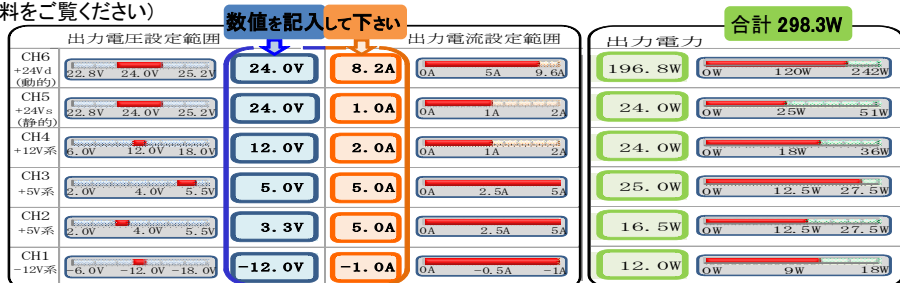 料をご覧ください)
数値を記入して下さい
合計 298.3W
出力電圧設定範囲
出力電流設定範囲
出力電力
CH6
+24Vd
(動的)
22.8V 24.0V 25.2V
24.0V
8.2A
0A 5A 9.6A
196.8W
0W 120W 242W
CH5
+24Vs
(静的)
22.8V 24.0V 25.2V
24.0V
1.0A
0A 1A 2A
24.0W
0W 25W 51W
CH4
+12V系
6.0V 12.0V 18.0V
12.0V
2.0A
0A 1A 2A
24.0W
0W 18W 36W
CH3
+5V系
2.0V 4.0V 5.5V
5.0V
5.0A
0A 2.5A 5A
25.0W
0W 12.5W 27.5W
CH2
+5V系
2.0V 4.0V 5.5V
3.3V
5.0A
0A 2.5A 5A
16.5W
0W 12.5W 27.5W
CH1
-12V系
-6.0V -12.0V -18.0V
-12.0V
-1.0A
0A -0.5A -1A
12.0W
0W 9W 18W